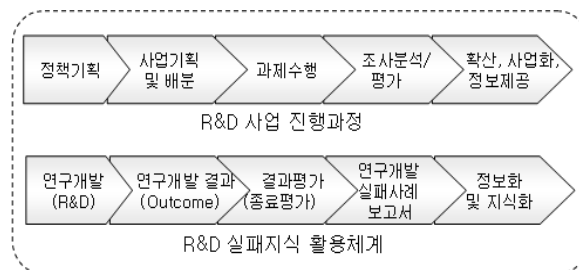 정책기획
사업기획
및 배분
과제수행
조사분석/
평가
확산, 사업화,
정보제공
R&D 사업 진행과정
연구개발
(R&D)
연구개발 결과
(Outcome)
결과평가
(종료평가)
연구개발
실패사례
보고서
정보화
및 지식화
R&D 실패지식 활용체계